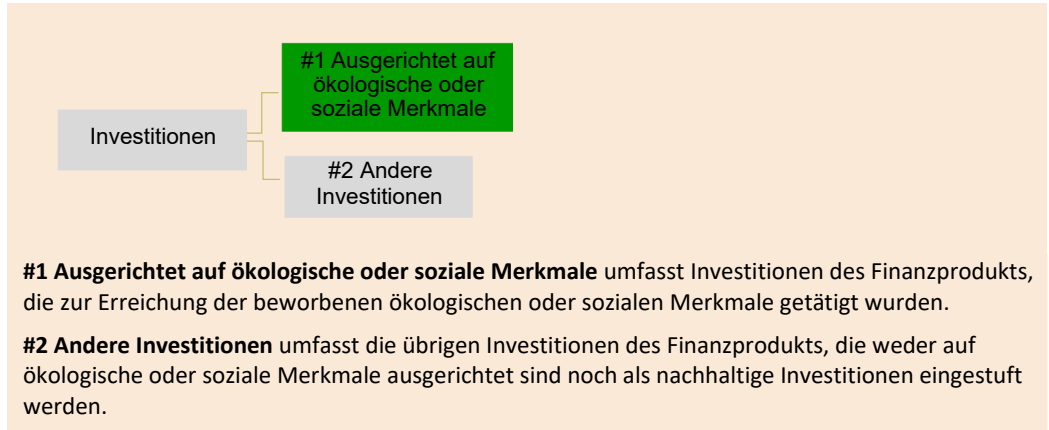 #1 Ausgerichtet auf
ökologische oder
soziale Merkmale
Investitionen
#2 Andere
Investitionen
#1 Ausgerichtet auf ökologische oder soziale Merkmale umfasst Investitionen des Finanzprodukts,
die zur Erreichung der beworbenen ökologischen oder sozialen Merkmale getätigt wurden.
#2 Andere Investitionen umfasst die übrigen Investitionen des Finanzprodukts, die weder auf
ökologische oder soziale Merkmale ausgerichtet sind noch als nachhaltige Investitionen eingestuft
werden.